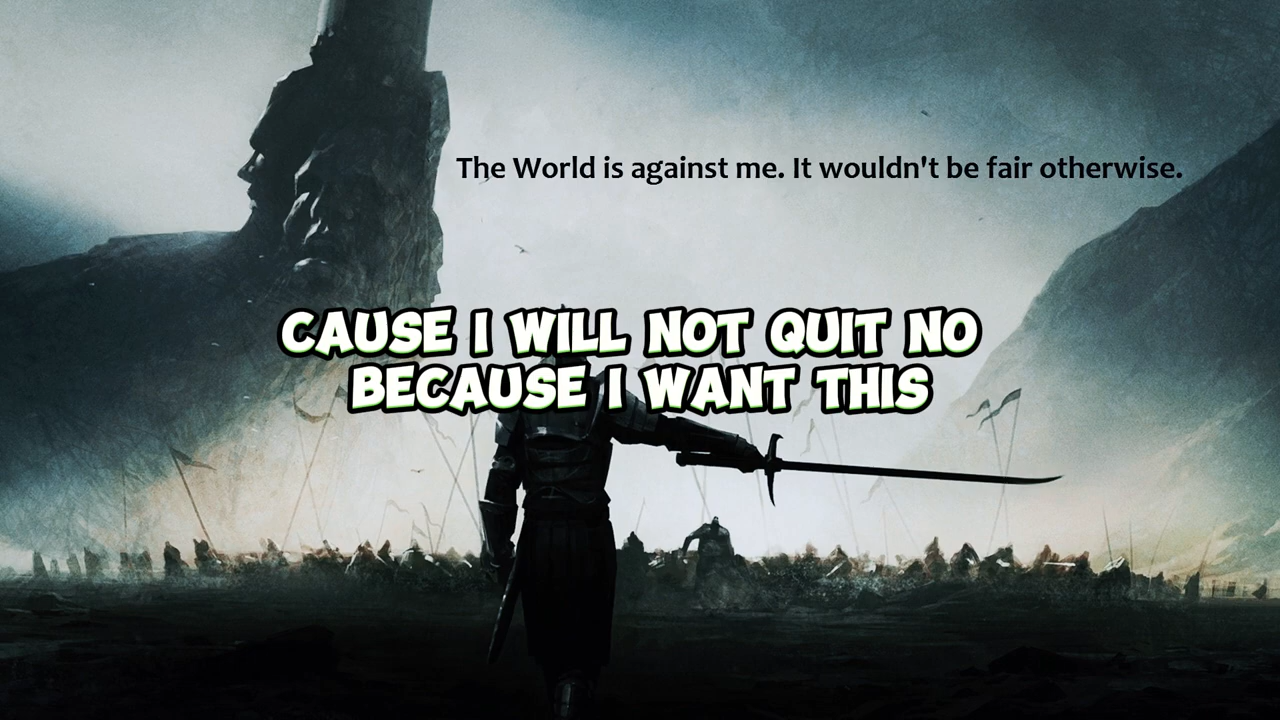 The World is against me. It wouldn't be fair otherwise.
CAUSE I WILL NOT QUIT NO
BECAUSE I WANT THIS